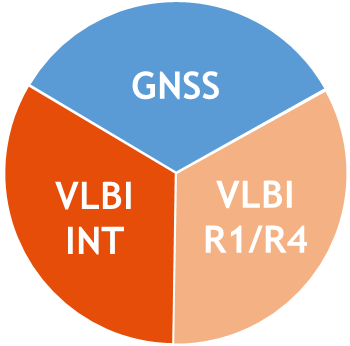 GNSS
VLBI
INT
VLBI
R1/R4